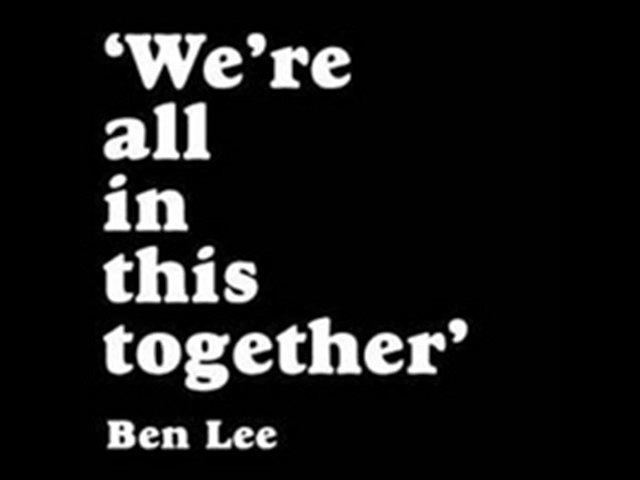 ‘We’re
all
in
this
together’
Ben Lee